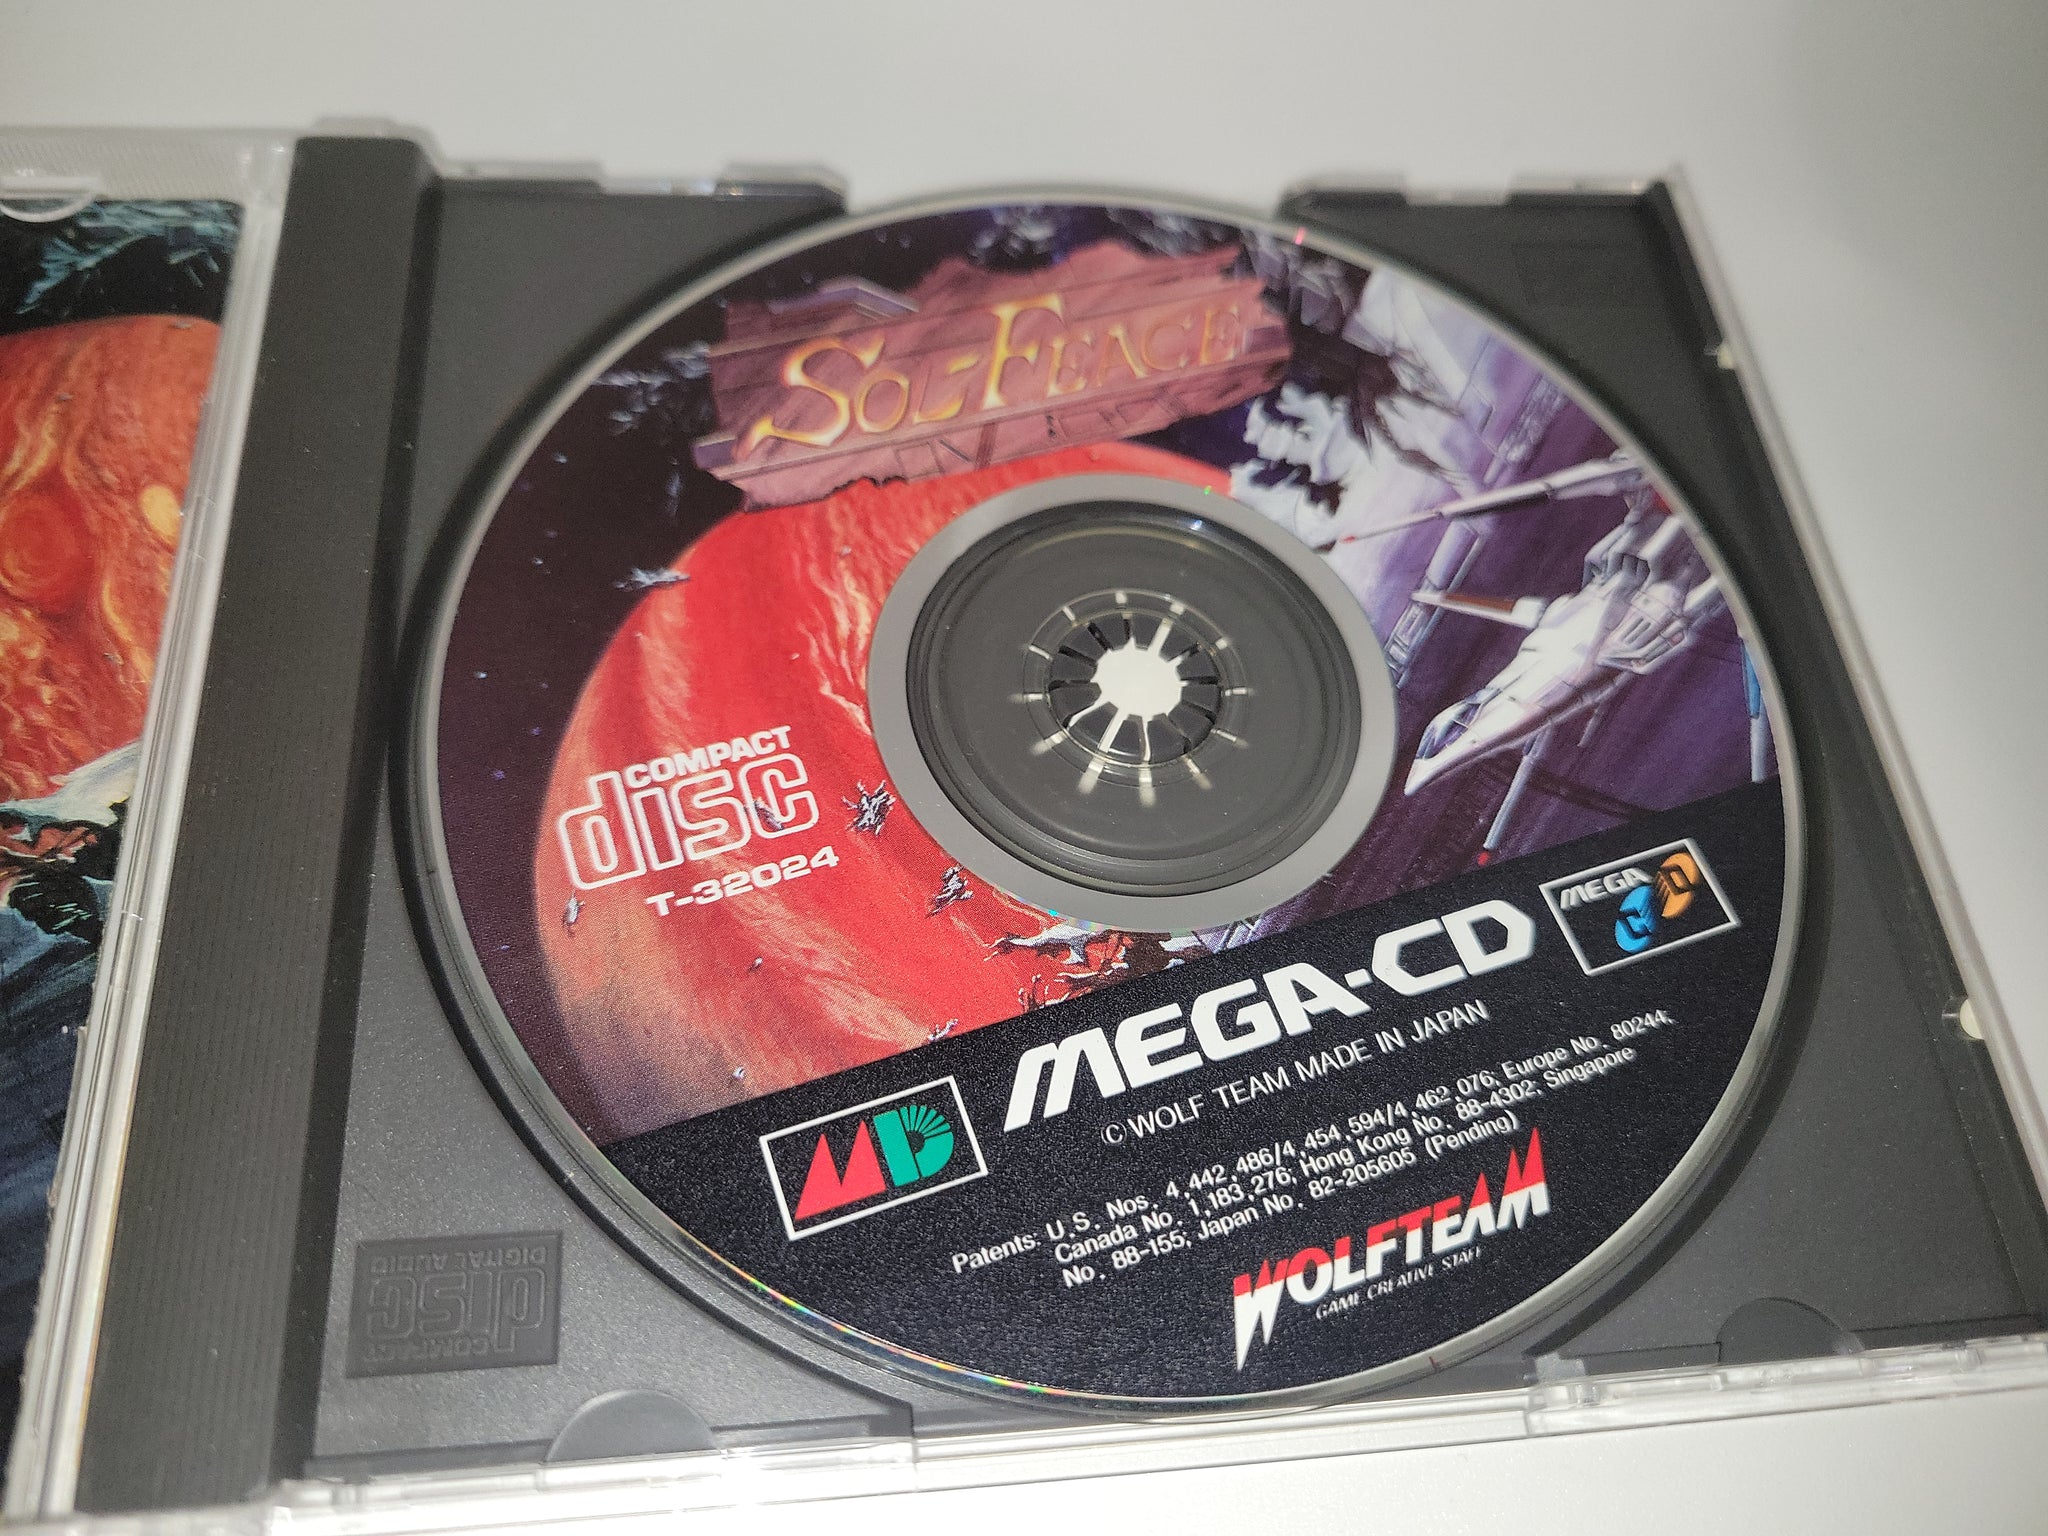 SOL-FEACE
COMPACT
disc
T-32024
MEGA-CD
MEGA CD
© WOLF TEAM MADE IN JAPAN
MD
Patents: U.S. Nos. 4,442,486/4,454,594/4,462,076; Europe No. 80244;
Canada No. 1,183,276; Hong Kong No. 88-4302; Singapore
No. 88-155; Japan No. 82-205605 (Pending)
WOLFTEAM
GAME CREATIVE STAFF
COMPACT
disc
DIGITAL AUDIO